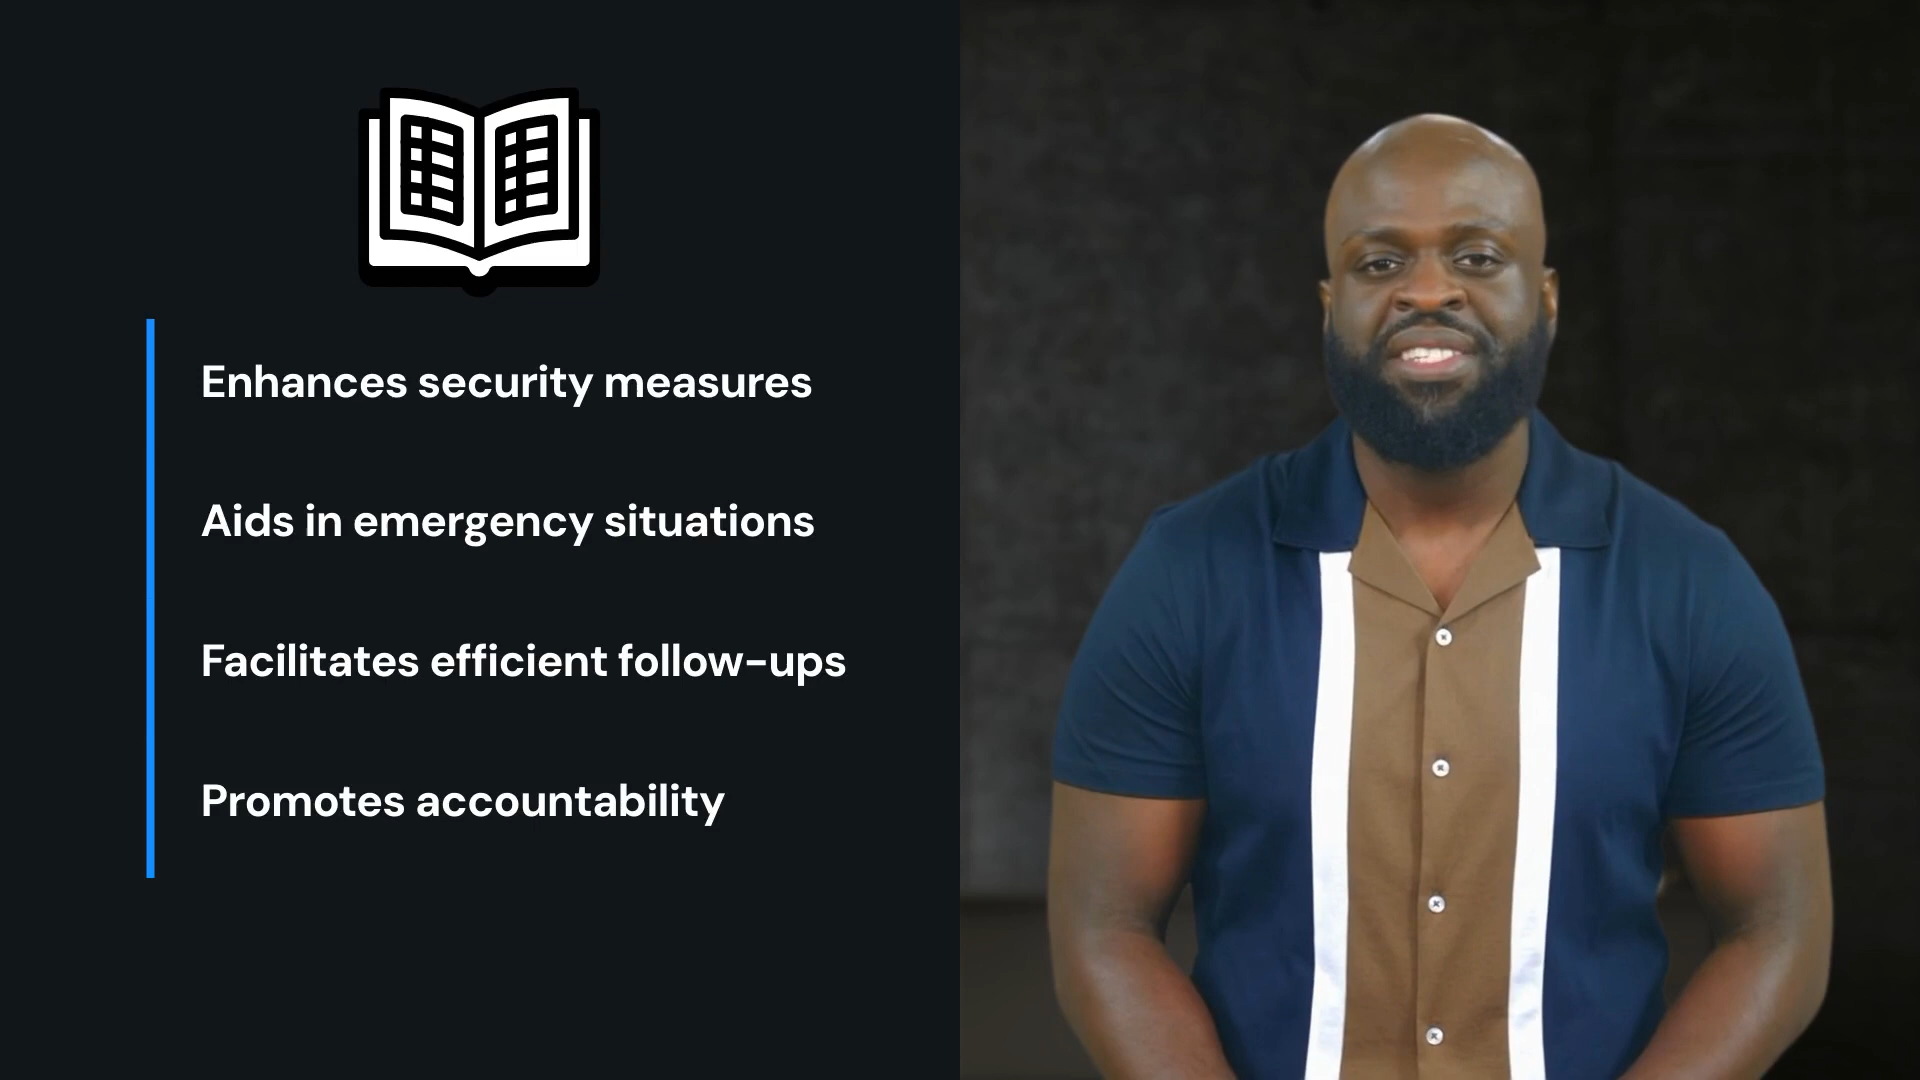 Enhances security measures
Aids in emergency situations
Facilitates efficient follow-ups
Promotes accountability